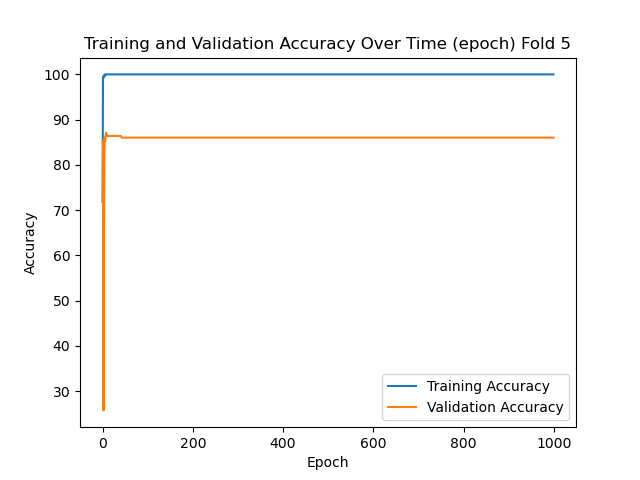 Training and Validation Accuracy Over Time (epoch) Fold 5
100
90
80
70
60
50
40
30
Accuracy
0
200
400
600
800
1000
Epoch
Training Accuracy
Validation Accuracy